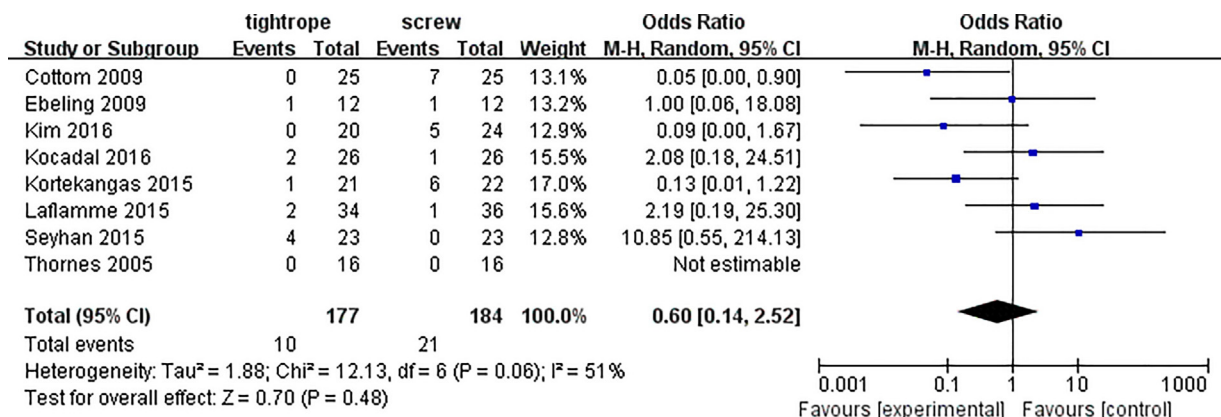 tightrope screw Odds Ratio Odds Ratio
Study or Subgroup Events Total Events Total Weight M-H, Random, 95% CI M-H, Random, 95% CI
Cottom 2009 0 25 7 25 13.1% 0.05 [0.00, 0.90]
Ebeling 2009 1 12 1 12 13.2% 1.00 [0.06, 18.08]
Kim 2016 0 20 5 24 12.9% 0.09 [0.00, 1.67]
Kocadal 2016 2 26 1 26 15.5% 2.08 [0.18, 24.51]
Kortekangas 2015 1 21 6 22 17.0% 0.13 [0.01, 1.22]
Laflamme 2015 2 34 1 36 15.6% 2.19 [0.19, 25.30]
Seyhan 2015 4 23 0 23 12.8% 10.85 [0.55, 214.13]
Thornes 2005 0 16 0 16 Not estimable
Total (95% CI) 177 184 100.0% 0.60 [0.14, 2.52]
Total events 10 21
Heterogeneity: Tau² = 1.88; Chi² = 12.13, df = 6 (P = 0.06); I² = 51%
Test for overall effect: Z = 0.70 (P = 0.48)
0.001 0.1 1 10 1000
Favours [experimental] Favours [control]